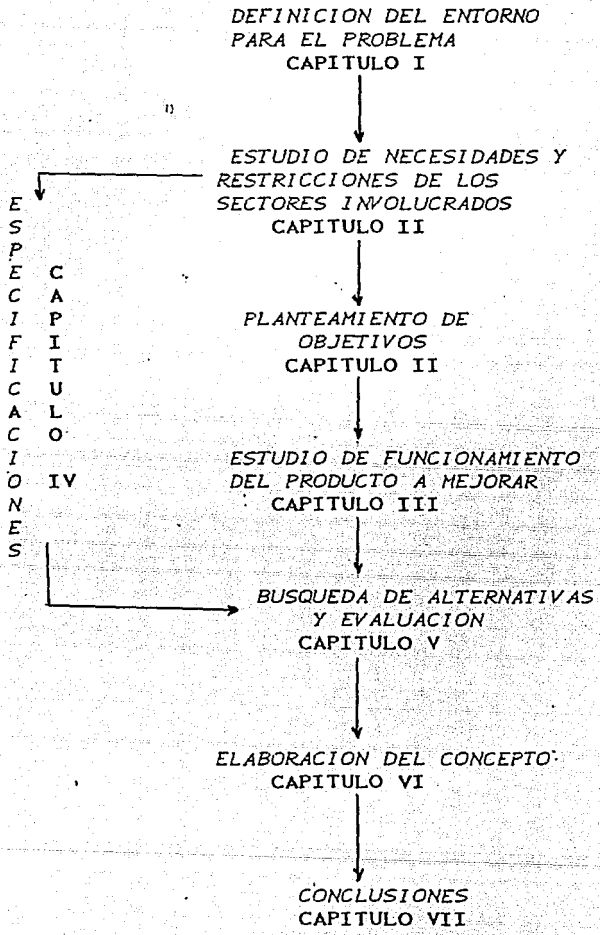 DEFINICION DEL ENTORNO
PARA EL PROBLEMA
CAPITULO I
ESTUDIO DE NECESIDADES Y
RESTRICCIONES DE LOS
SECTORES INVOLUCRADOS
CAPITULO II
ESPECIFICACIONES
CAPITULO IV
PLANTEAMIENTO DE
OBJETIVOS
CAPITULO II
ESTUDIO DE FUNCIONAMIENTO
DEL PRODUCTO A MEJORAR
CAPITULO III
BUSQUEDA DE ALTERNATIVAS
Y EVALUACION
CAPITULO V
ELABORACION DEL CONCEPTO
CAPITULO VI
CONCLUSIONES
CAPITULO VII